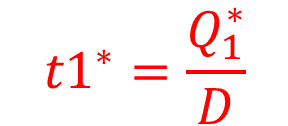 t1* = Q₁* / D